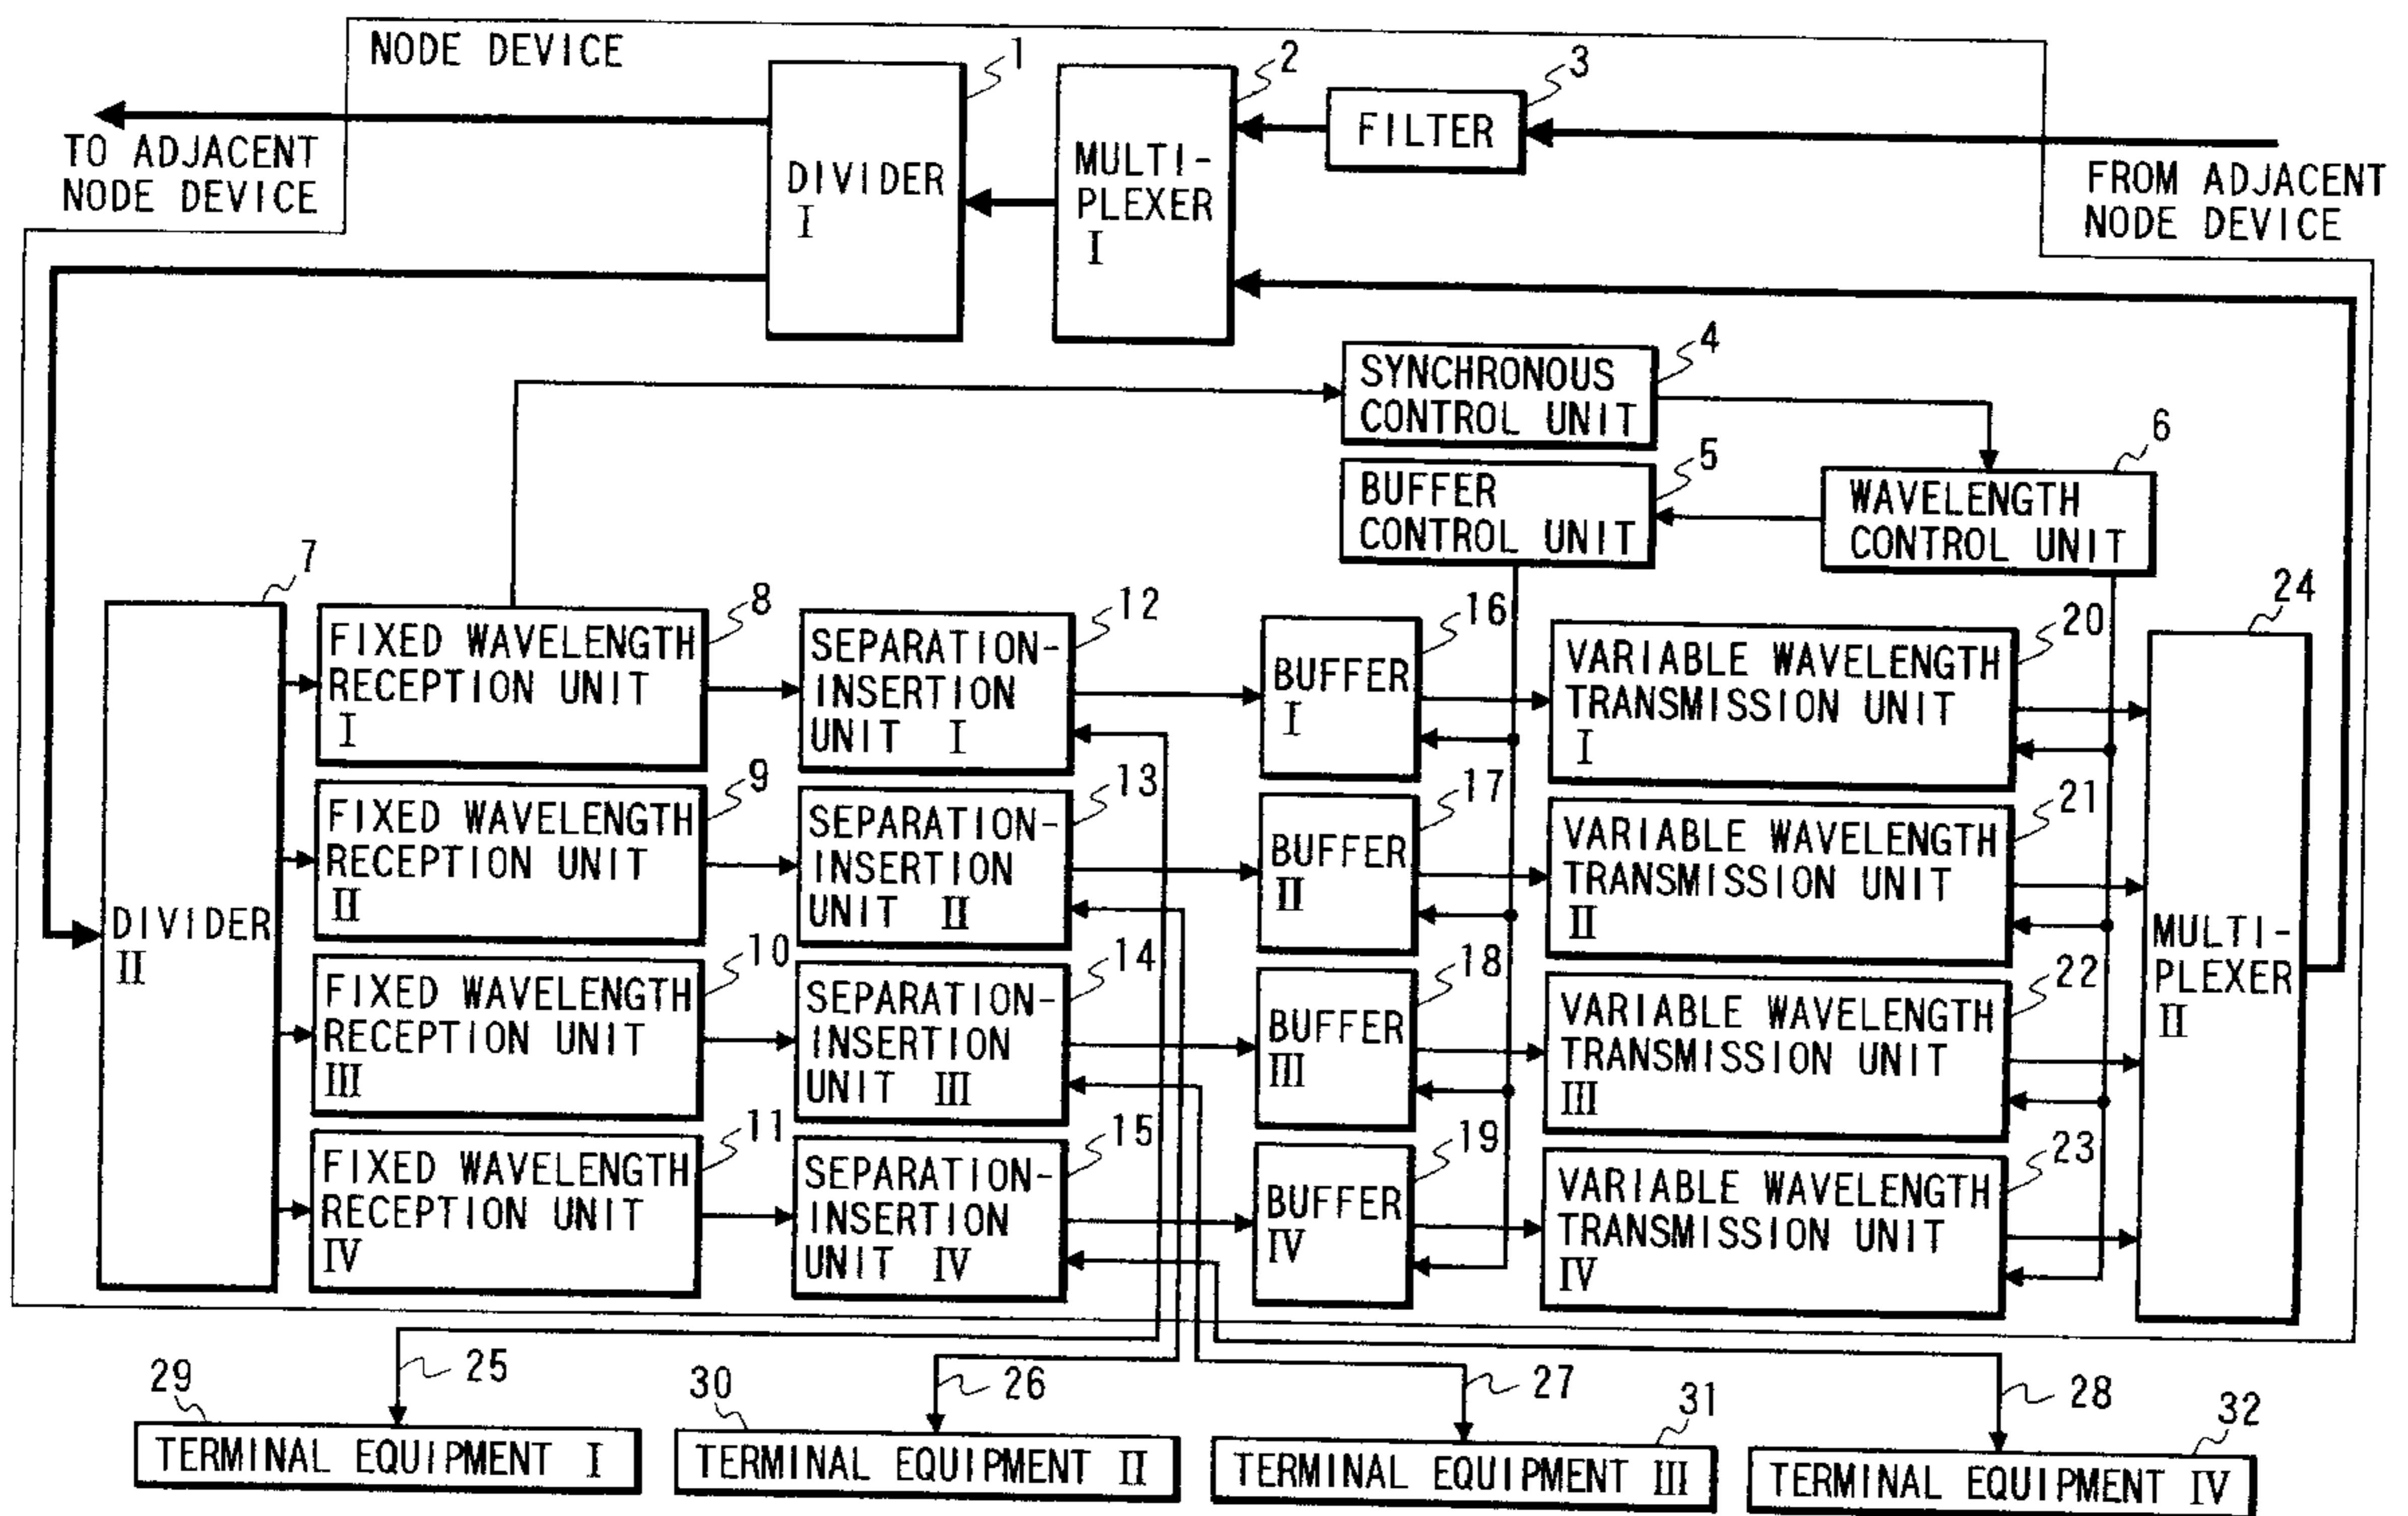 NODE DEVICE
1
2
3
DIVIDER
I
MULTI-
PLEXER
I
FILTER
TO ADJACENT
NODE DEVICE
FROM ADJACENT
NODE DEVICE
4
SYNCHRONOUS
CONTROL UNIT
5
BUFFER
CONTROL UNIT
6
WAVELENGTH
CONTROL UNIT
7
DIVIDER
II
8
FIXED WAVELENGTH
RECEPTION UNIT
I
12
SEPARATION-
INSERTION
UNIT I
16
BUFFER
I
20
VARIABLE WAVELENGTH
TRANSMISSION UNIT
I
24
MULTI-
PLEXER
II
9
FIXED WAVELENGTH
RECEPTION UNIT
II
13
SEPARATION-
INSERTION
UNIT II
17
BUFFER
II
21
VARIABLE WAVELENGTH
TRANSMISSION UNIT
II
10
FIXED WAVELENGTH
RECEPTION UNIT
III
14
SEPARATION-
INSERTION
UNIT III
18
BUFFER
III
22
VARIABLE WAVELENGTH
TRANSMISSION UNIT
III
11
FIXED WAVELENGTH
RECEPTION UNIT
IV
15
SEPARATION-
INSERTION
UNIT IV
19
BUFFER
IV
23
VARIABLE WAVELENGTH
TRANSMISSION UNIT
IV
25
26
27
28
29
TERMINAL EQUIPMENT I
30
TERMINAL EQUIPMENT II
31
TERMINAL EQUIPMENT III
32
TERMINAL EQUIPMENT IV